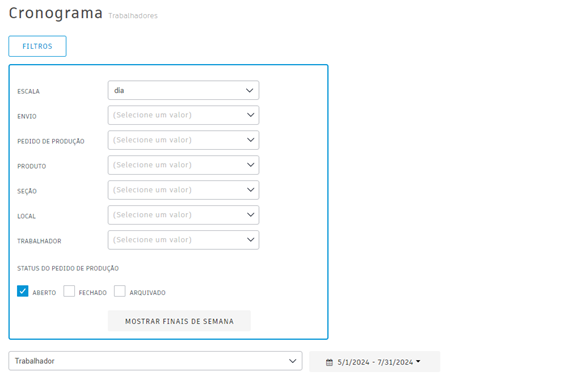 Cronograma Trabalhadores
FILTROS
ESCALA dia
ENVIO (Selecione um valor)
PEDIDO DE PRODUÇÃO (Selecione um valor)
PRODUTO (Selecione um valor)
SEÇÃO (Selecione um valor)
LOCAL (Selecione um valor)
TRABALHADOR (Selecione um valor)
STATUS DO PEDIDO DE PRODUÇÃO
ABERTO FECHADO ARQUIVADO
MOSTRAR FINAIS DE SEMANA
Trabalhador 5/1/2024 - 7/31/2024